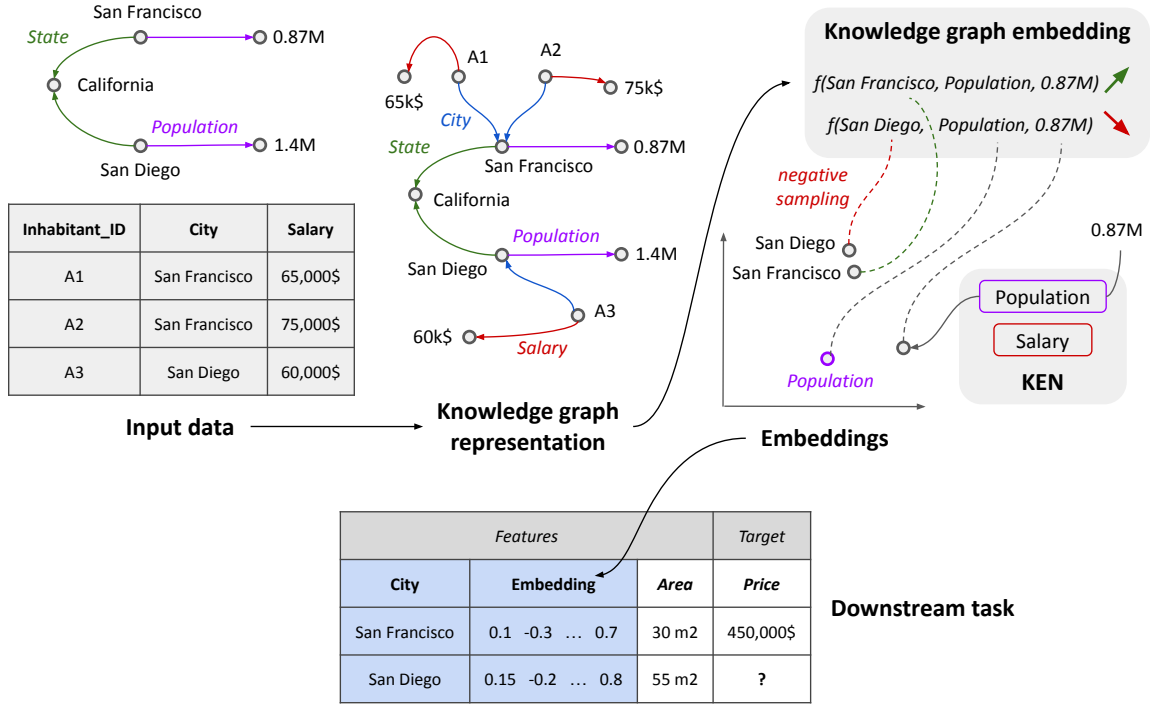 San Francisco
State
0.87M
California
Population
1.4M
San Diego
Inhabitant_ID City Salary
A1 San Francisco 65,000$
A2 San Francisco 75,000$
A3 San Diego 60,000$
Input data
A1
A2
65k$
75k$
City
State
0.87M
San Francisco
California
Population
San Diego
1.4M
A3
60k$
Salary
Knowledge graph
representation
Knowledge graph embedding
f(San Francisco, Population, 0.87M)
f(San Diego, Population, 0.87M)
negative
sampling
San Diego
San Francisco
0.87M
Population
Salary
KEN
Population
Embeddings
Features Target
City Embedding Area Price
San Francisco 0.1 -0.3 … 0.7 30 m2 450,000$
San Diego 0.15 -0.2 … 0.8 55 m2 ?
Downstream task